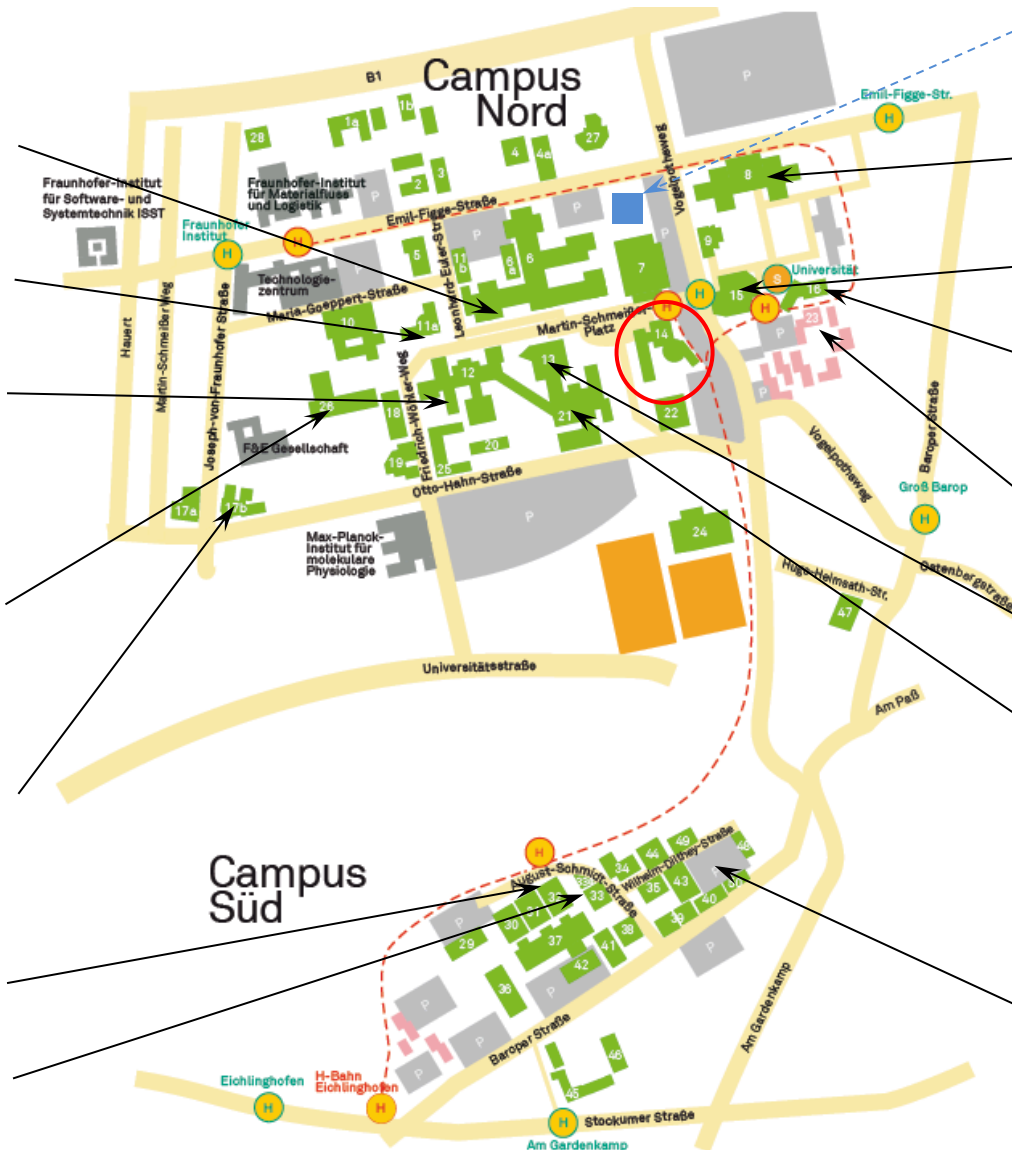 B1
Campus
Nord
P
Emil-Figge-Str.
H
1b
1a
28
27
4
4a
Vogelpothsweg
Fraunhofer-Institut
für Software- und
Systemtechnik ISST
Fraunhofer-Institut
für Materialfluss
und Logistik
P
2
3
8
Emil-Figge-Straße
P
P
Fraunhofer
Institut
H
H
Leonhard-Euler-Str.
P
5
11
b
6
a
6
9
P
7
Technologie-
zentrum
P
Universität
S
H
15
16
H
H
Maria-Goeppert-Straße
10
11a
Martin-Schmeißer-
Platz
14
23
P
Hauert
Martin-Schmeißer-Weg
Joseph-von-Fraunhofer-Straße
Friedrich-Wöhler-Weg
12
13
26
18
21
22
P
F&E Gesellschaft
20
19
25
Otto-Hahn-Straße
17a
17b
Vogelpothsweg
Baroper Straße
Groß Barop
H
Max-Planck-
Institut für
molekulare
Physiologie
P
24
Ostenbergstraße
Hugo-Heimsath-Str.
47
Universitätsstraße
Am Paß
Campus
Süd
H
August-Schmidt-Straße
Wilhelm-Dilthey-Straße
34
44
49
48
P
35
43
40
39
33
32
31
30
29
P
37
38
41
42
36
P
P
P
P
P
Baroper Straße
Am Gardenkamp
46
45
Eichlinghofen
H
H-Bahn
Eichlinghofen
H
H
Stockumer Straße
Am Gardenkamp